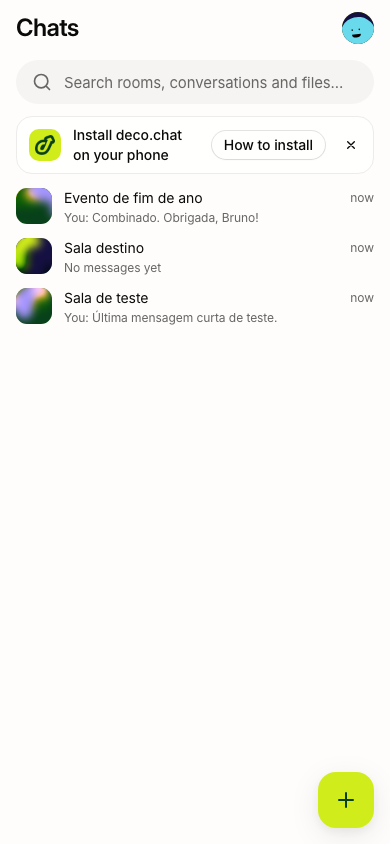 Chats
Search rooms, conversations and files...
Install deco.chat
on your phone
How to install
Evento de fim de ano
now
You: Combinado. Obrigada, Bruno!
Sala destino
now
No messages yet
Sala de teste
now
You: Última mensagem curta de teste.